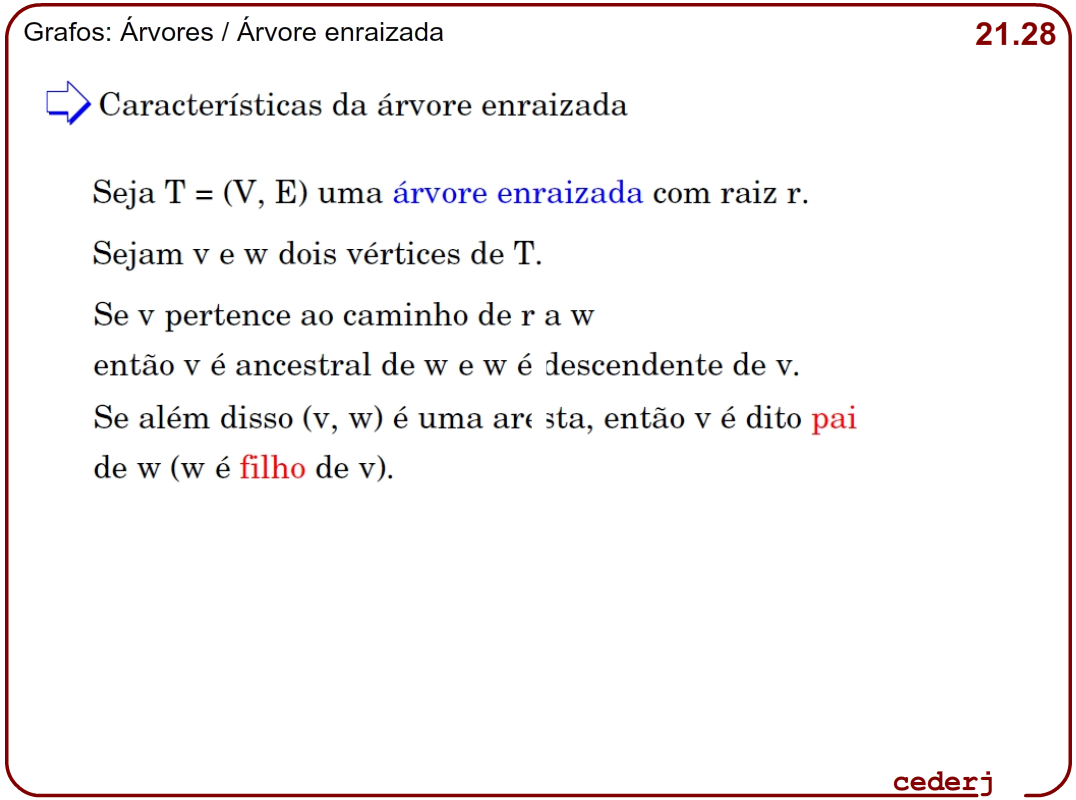 Grafos: Árvores / Árvore enraizada
21.28
Características da árvore enraizada
Seja T = (V, E) uma árvore enraizada com raiz r.
Sejam v e w dois vértices de T.
Se v pertence ao caminho de r a w
então v é ancestral de w e w é descendente de v.
Se além disso (v, w) é uma aresta, então v é dito pai
de w (w é filho de v).
cederj